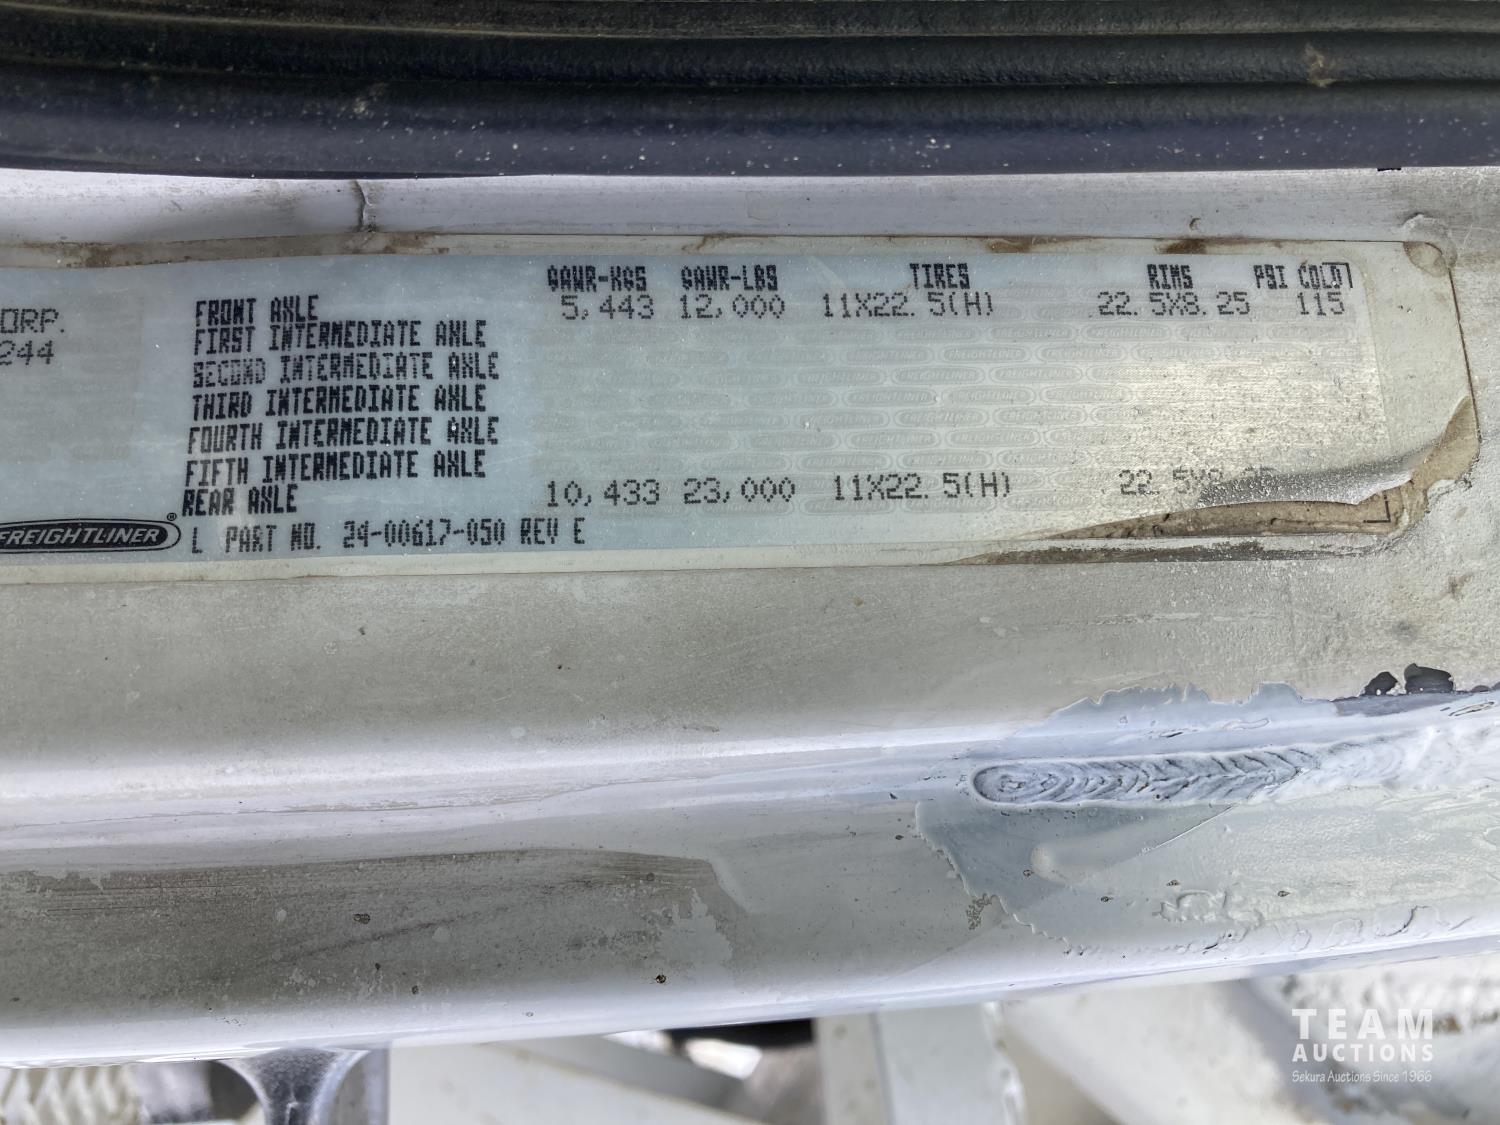 GAWR-KGS GAWR-LBS TIRES RIMS PSI COLD
FRONT AXLE 5,443 12,000 11X22.5(H) 22.5X8.25 115
ORP.
FIRST INTERMEDIATE AXLE
244
SECOND INTERMEDIATE AXLE
THIRD INTERMEDIATE AXLE
FOURTH INTERMEDIATE AXLE
FIFTH INTERMEDIATE AXLE
REAR AXLE 10,433 23,000 11X22.5(H)
FREIGHTLINER® L PART NO. 24-00617-050 REV E
TEAM
AUCTIONS
Sekura Auctions Since 1966